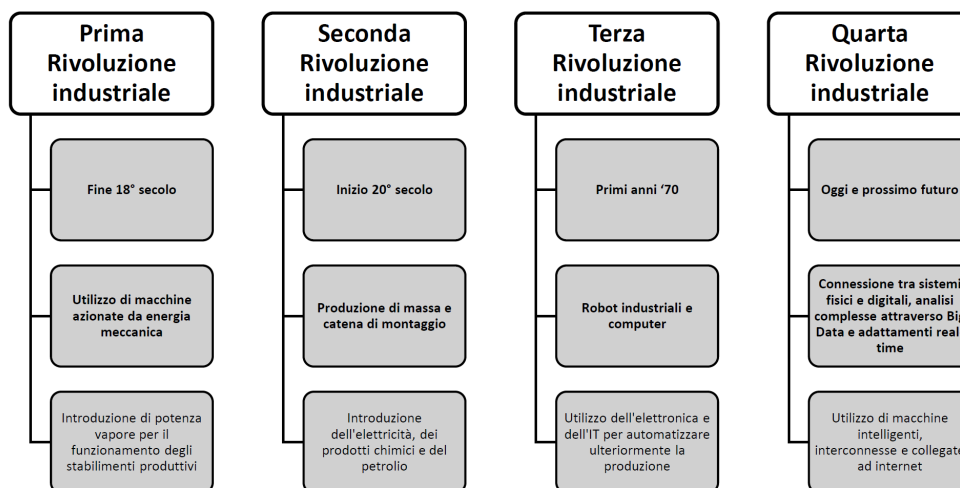 Prima
Rivoluzione
industriale
Fine 18° secolo
Utilizzo di macchine
azionate da energia
meccanica
Introduzione di potenza
vapore per il
funzionamento degli
stabilimenti produttivi
Seconda
Rivoluzione
industriale
Inizio 20° secolo
Produzione di massa e
catena di montaggio
Introduzione
dell'elettricità, dei
prodotti chimici e del
petrolio
Terza
Rivoluzione
industriale
Primi anni ‘70
Robot industriali e
computer
Utilizzo dell'elettronica e
dell'IT per automatizzare
ulteriormente la
produzione
Quarta
Rivoluzione
industriale
Oggi e prossimo futuro
Connessione tra sistemi
fisici e digitali, analisi
complesse attraverso Big
Data e adattamenti real
time
Utilizzo di macchine
intelligenti,
interconnesse e collegate
ad internet